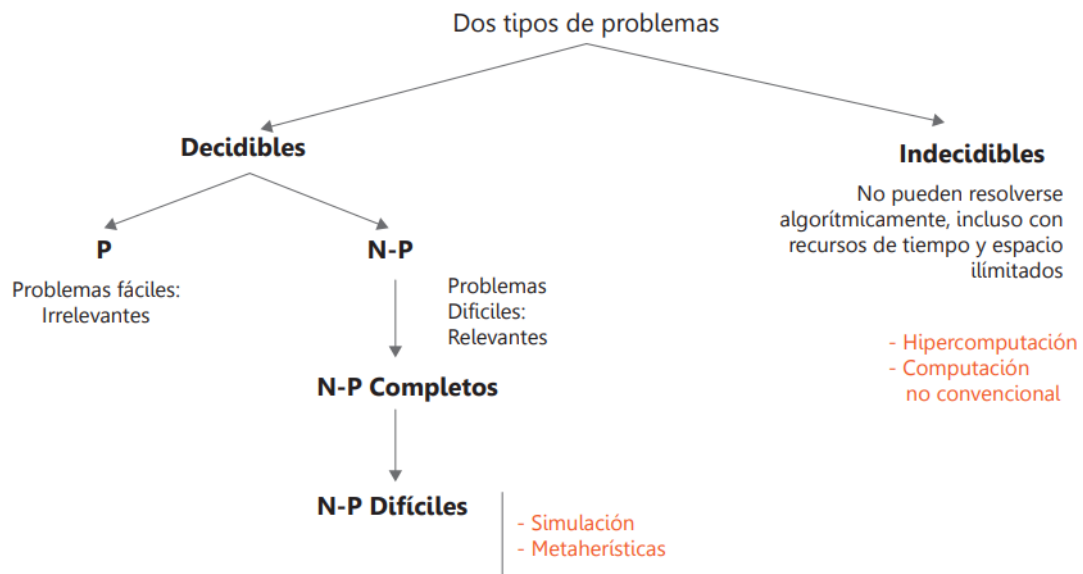 Dos tipos de problemas
Decidibles
Indecidibles
No pueden resolverse
algorítmicamente, incluso con
recursos de tiempo y espacio
ilímitados
P
N-P
Problemas fáciles:
Irrelevantes
Problemas
Dificiles:
Relevantes
- Hipercomputación
- Computación
no convencional
N-P Completos
N-P Difíciles
- Simulación
- Metaherísticas